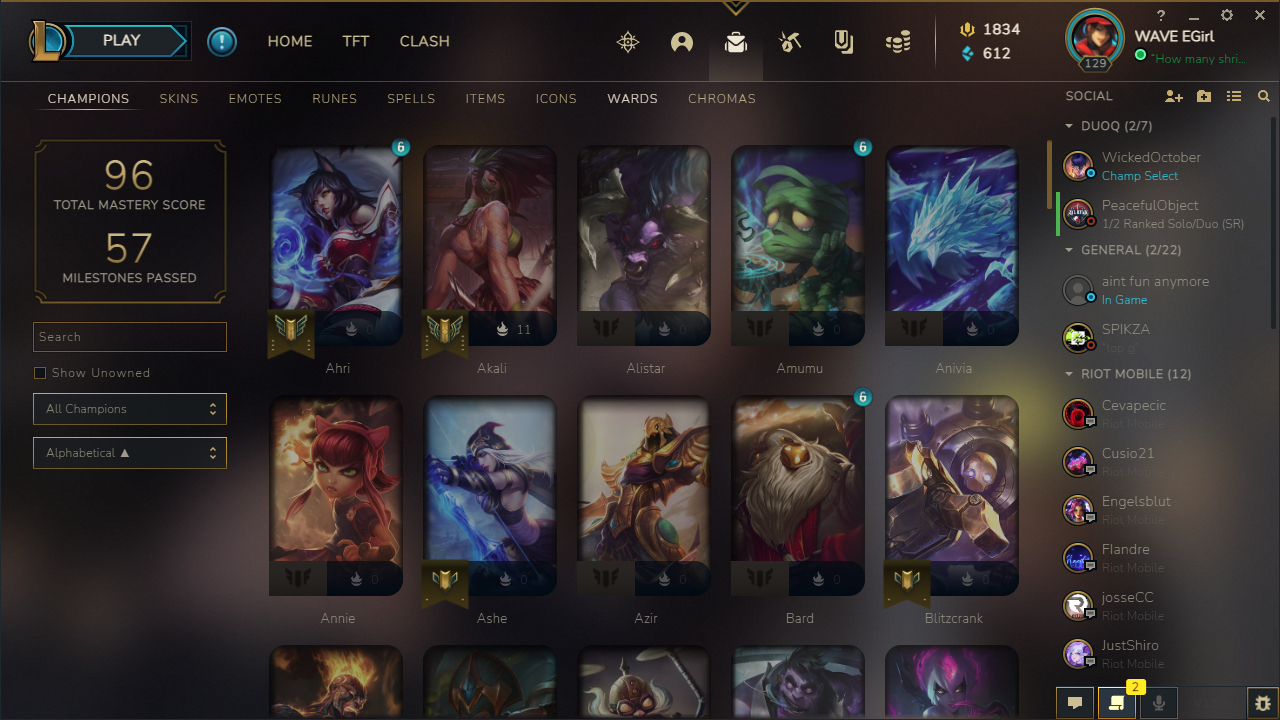 PLAY
HOME
TFT
CLASH
1834
612
129
?
WAVE EGirl
"How many shri...
CHAMPIONS
SKINS
EMOTES
RUNES
SPELLS
ITEMS
ICONS
WARDS
CHROMAS
SOCIAL
96
TOTAL MASTERY SCORE
57
MILESTONES PASSED
Search
Show Unowned
All Champions
Alphabetical ▲
6
6
0
11
0
0
0
Ahri
Akali
Alistar
Amumu
Anivia
6
0
0
0
0
0
Annie
Ashe
Azir
Bard
Blitzcrank
DUOQ (2/7)
WickedOctober
Champ Select
PeacefulObject
1/2 Ranked Solo/Duo (SR)
GENERAL (2/22)
aint fun anymore
In Game
SPIKZA
"top g"
RIOT MOBILE (12)
Cevapecic
Riot Mobile
Cusio21
Riot Mobile
Engelsblut
Riot Mobile
Flandre
Riot Mobile
josseCC
Riot Mobile
JustShiro
Riot Mobile
2